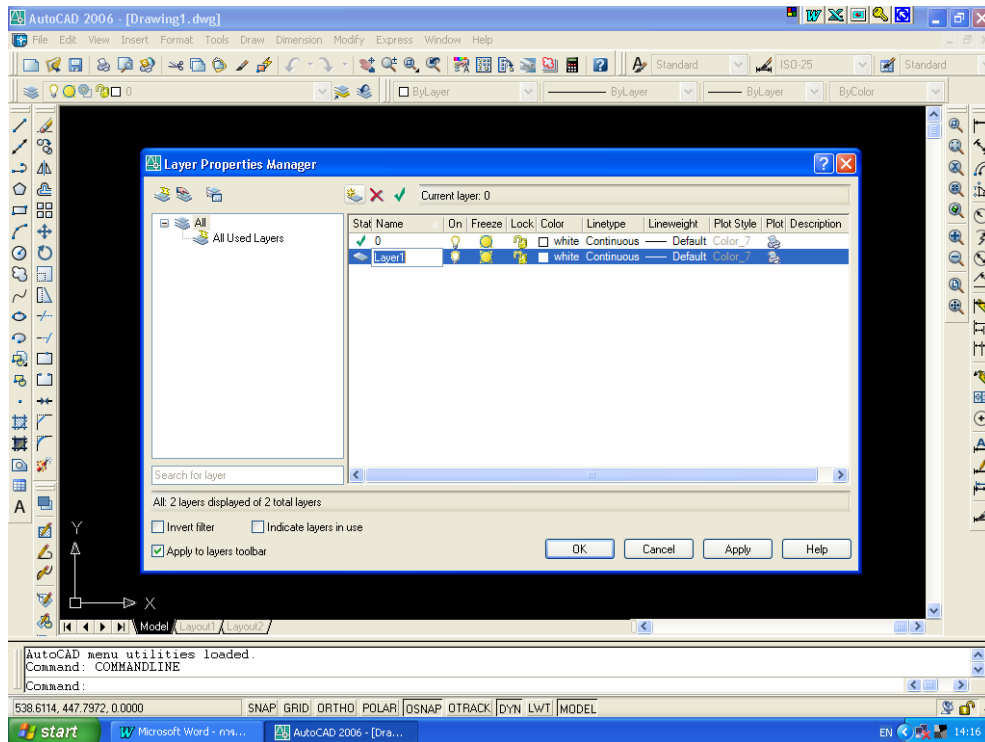 AutoCAD 2006 - [Drawing1.dwg]
File Edit View Insert Format Tools Draw Dimension Modify Express Window Help
Standard ISO-25 Standard
0 ByLayer ByLayer ByLayer ByColor
Layer Properties Manager
Current layer: 0
All
All Used Layers
Stat Name On Freeze Lock Color Linetype Lineweight Plot Style Plot Description
0 white Continuous Default Color_7
Layer1 white Continuous Default Color_7
Search for layer
All: 2 layers displayed of 2 total layers
Invert filter Indicate layers in use
Apply to layers toolbar
OK Cancel Apply Help
A
Y
X
Model Layout1 Layout2
AutoCAD menu utilities loaded.
Command: COMMANDLINE
Command:
538.6114, 447.7972, 0.0000 SNAP GRID ORTHO POLAR OSNAP OTRACK DYN LWT MODEL
start Microsoft Word - การ... AutoCAD 2006 - [Dra... EN 14:16